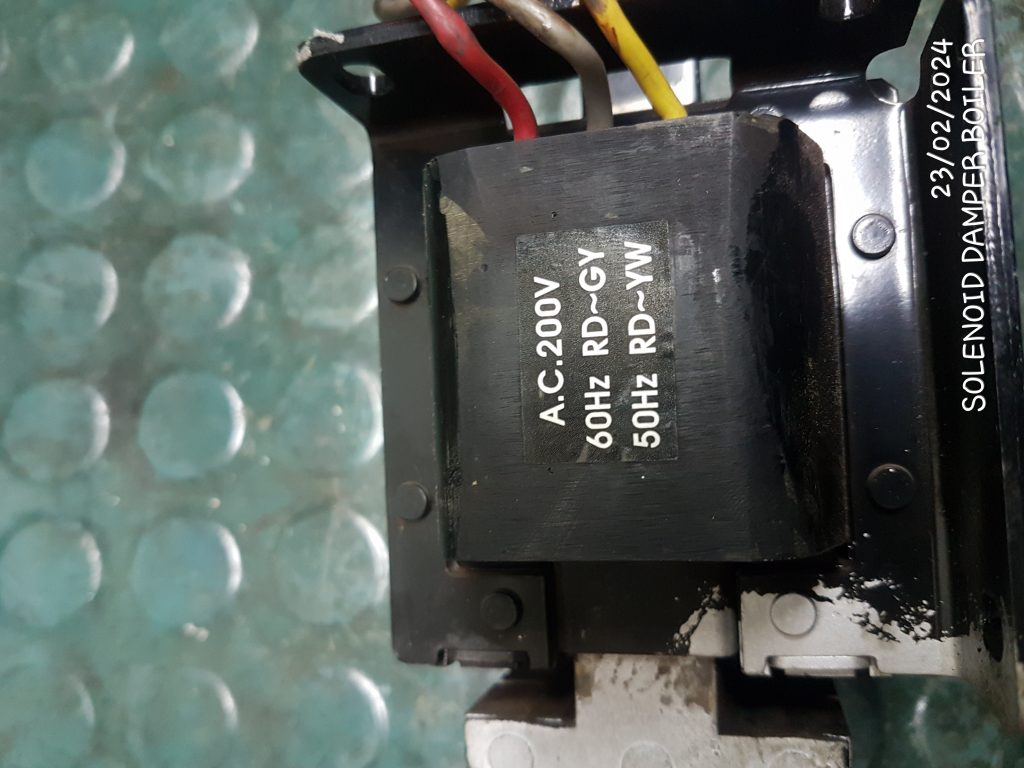 A.C.200V
60Hz RD~GY
50Hz RD~YW
23/02/2024
SOLENOID DAMPER BOILER